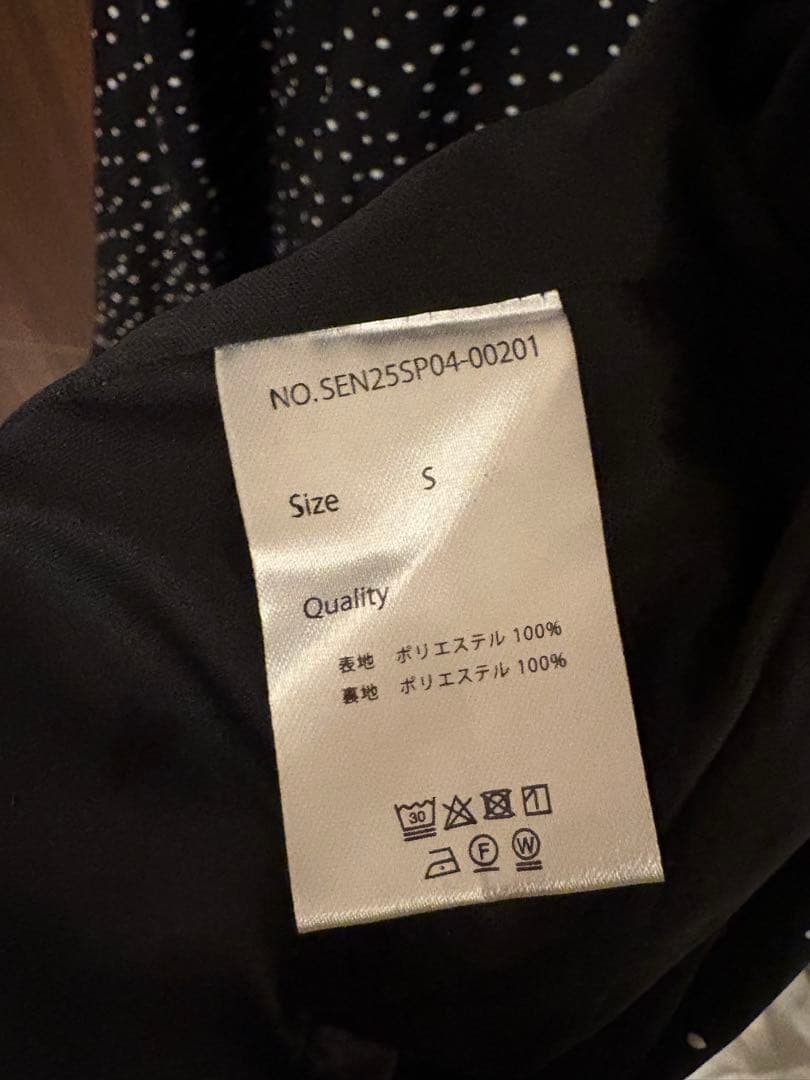 NO.SEN25SP04-00201
Size S
Quality
表地 ポリエステル 100%
裏地 ポリエステル 100%
30
F W